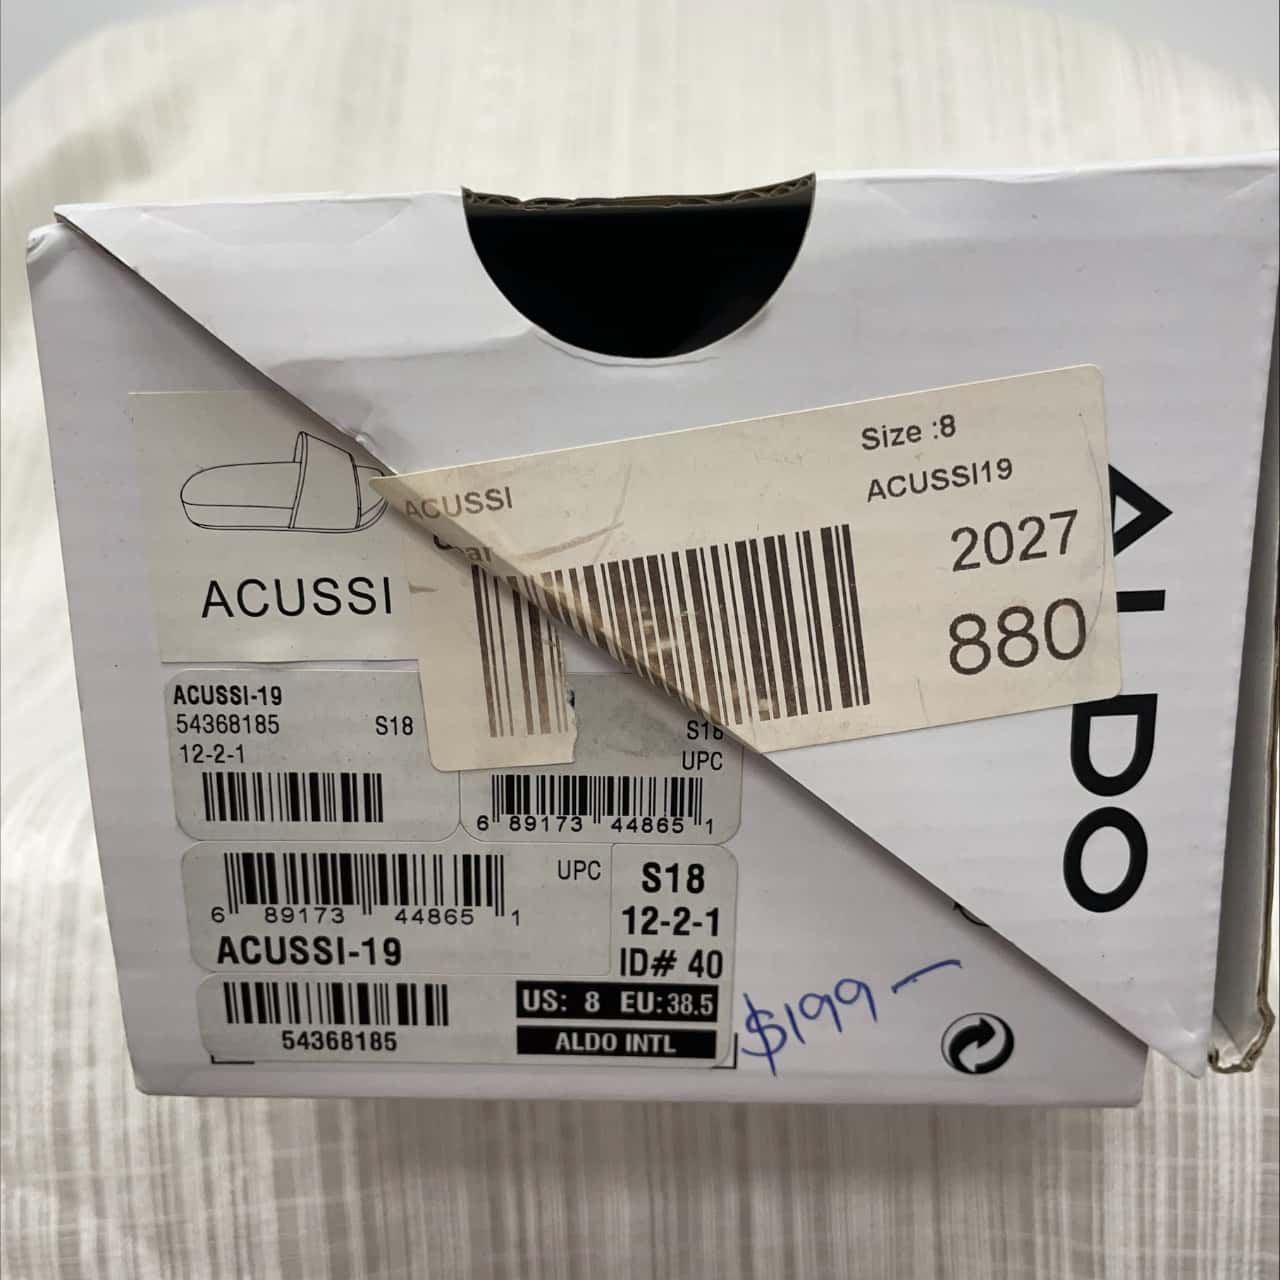 ACUSSI
Size :8
ACUSSI19
2027
880
ALDO
ACUSSI
ACUSSI-19
54368185 S18
12-2-1
S18
UPC
6 89173 44865 1
UPC
6 89173 44865 1
ACUSSI-19
S18
12-2-1
ID# 40
54368185
US: 8 EU: 38.5
ALDO INTL
$199-